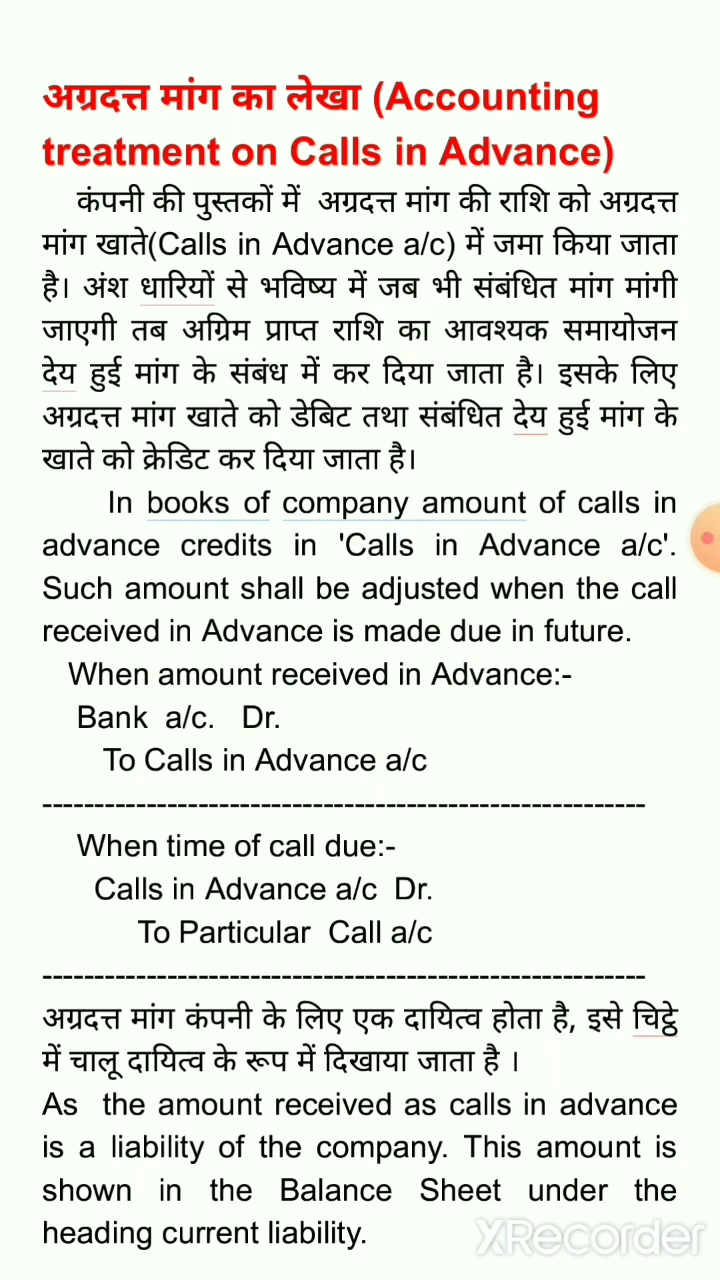 अग्रदत्त मांग का लेखा (Accounting
treatment on Calls in Advance)
कंपनी की पुस्तकों में अग्रदत्त मांग की राशि को अग्रदत्त
मांग खाते(Calls in Advance a/c) में जमा किया जाता
है। अंश धारियों से भविष्य में जब भी संबंधित मांग मांगी
जाएगी तब अग्रिम प्राप्त राशि का आवश्यक समायोजन
देय हुई मांग के संबंध में कर दिया जाता है। इसके लिए
अग्रदत्त मांग खाते को डेबिट तथा संबंधित देय हुई मांग के
खाते को क्रेडिट कर दिया जाता है।
In books of company amount of calls in
advance credits in 'Calls in Advance a/c'.
Such amount shall be adjusted when the call
received in Advance is made due in future.
When amount received in Advance:-
Bank a/c. Dr.
To Calls in Advance a/c
----------------------------------------------------------
When time of call due:-
Calls in Advance a/c Dr.
To Particular Call a/c
----------------------------------------------------------
अग्रदत्त मांग कंपनी के लिए एक दायित्व होता है, इसे चिट्ठे
में चालू दायित्व के रूप में दिखाया जाता है ।
As the amount received as calls in advance
is a liability of the company. This amount is
shown in the Balance Sheet under the
heading current liability.
XRecorder